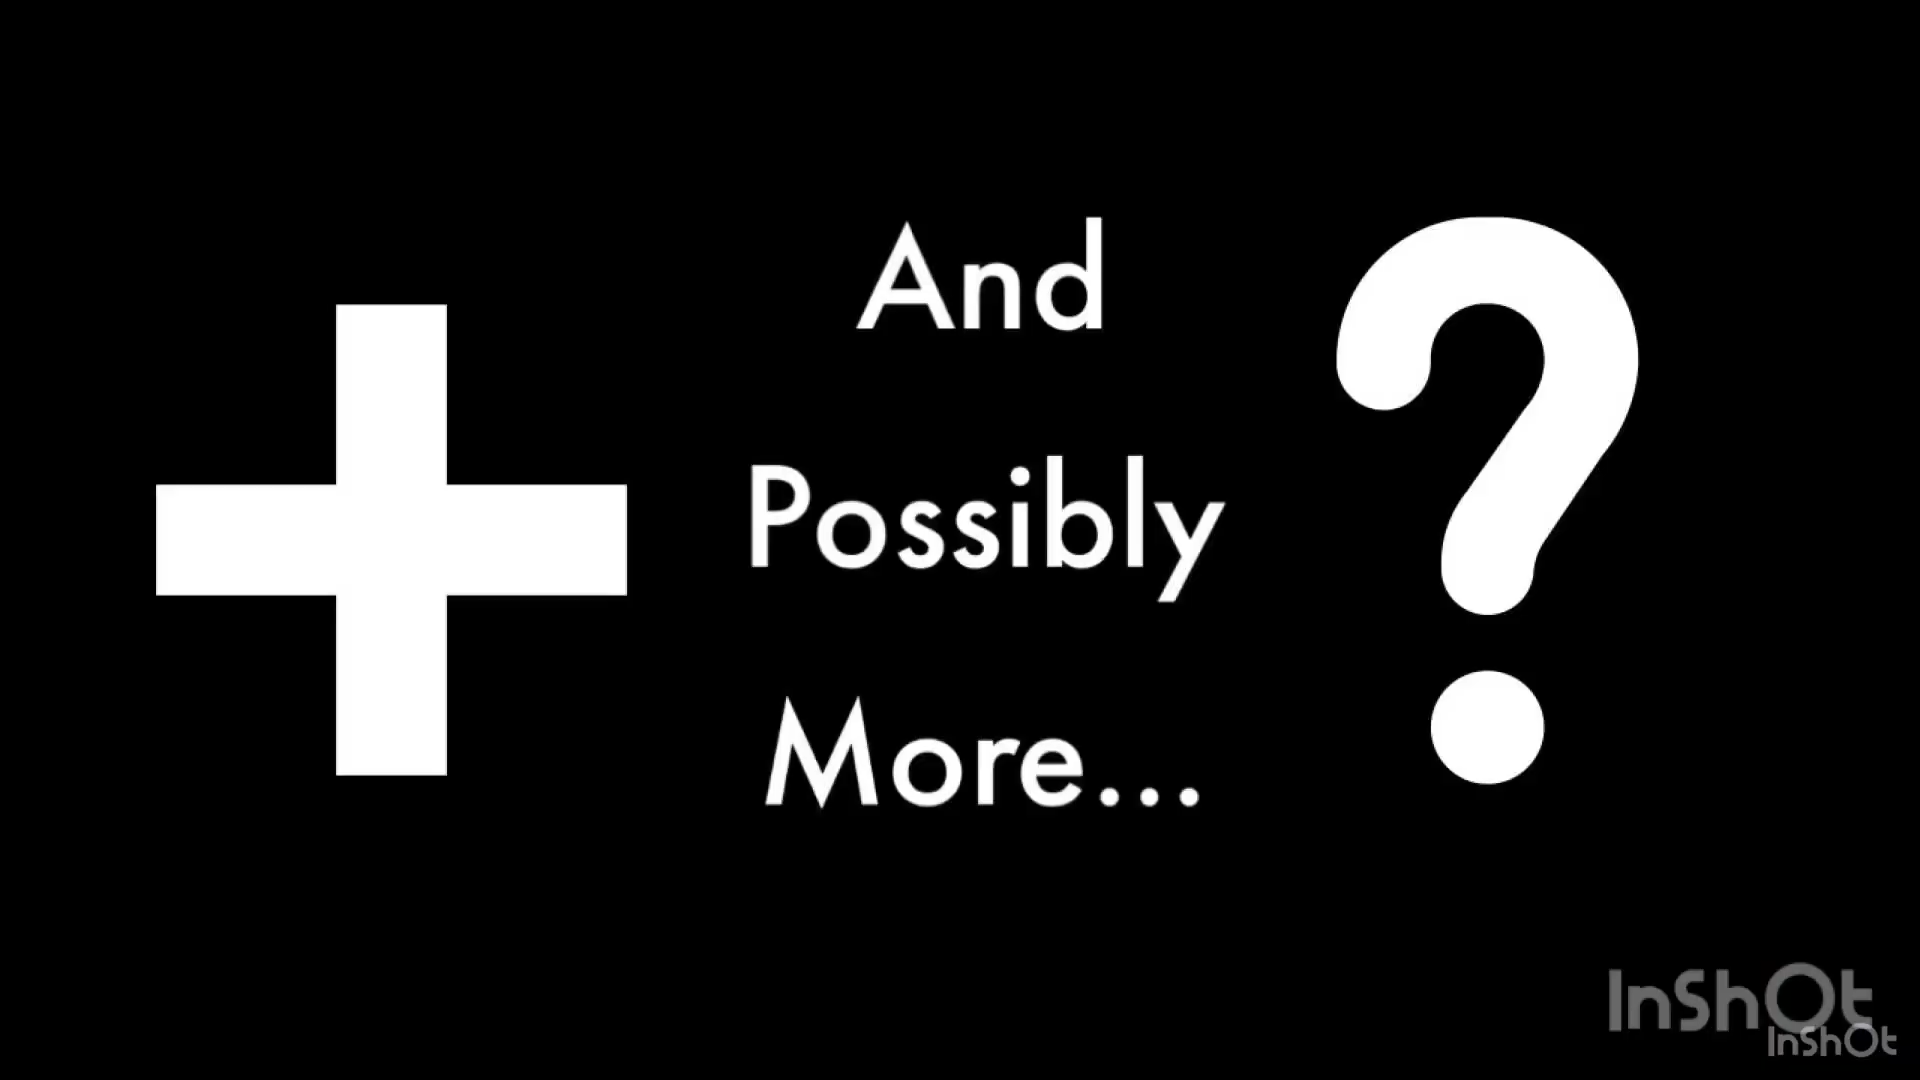 +
And
Possibly
More...
?
InShOt
InShOt